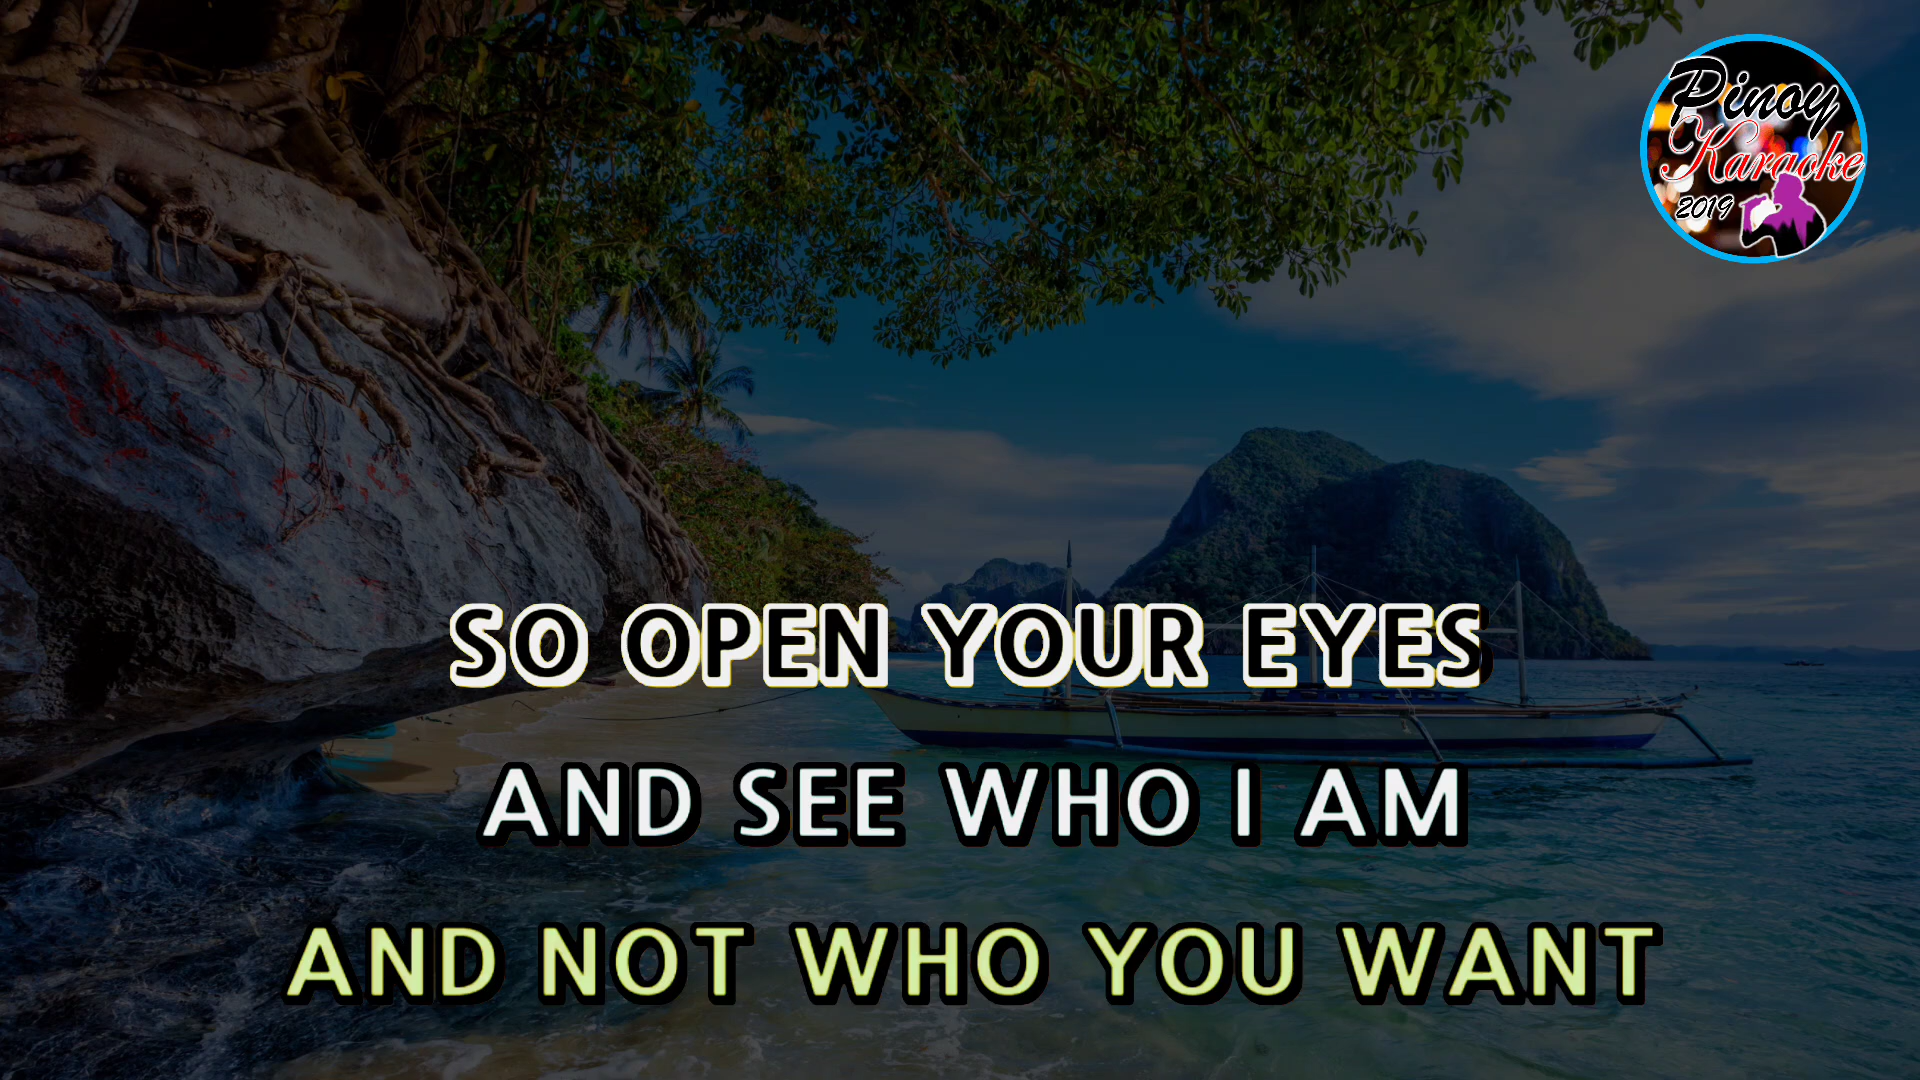 Pinoy
Karaoke
2019
SO OPEN YOUR EYES
AND SEE WHO I AM
AND NOT WHO YOU WANT